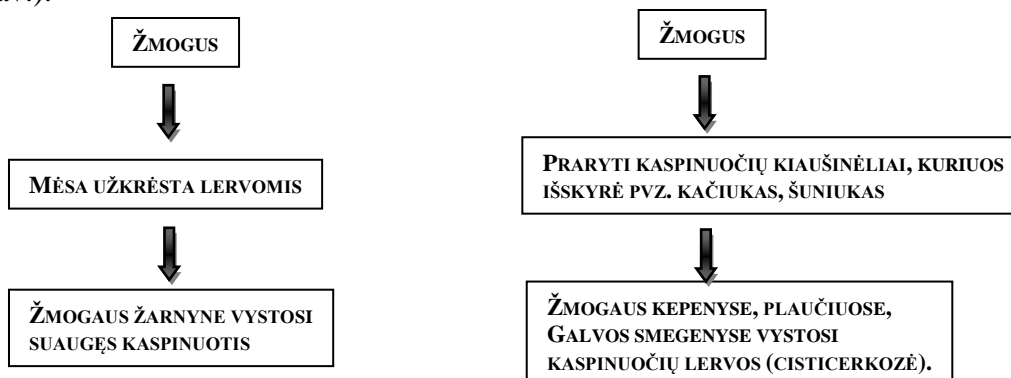 ŽMOGUS
MĖSA UŽKRĖSTA LERVOMIS
ŽMOGAUS ŽARNYNE VYSTOSI
SUAUGĘS KASPINUOTIS
ŽMOGUS
PRARYTI KASPINUOČIŲ KIAUŠINĖLIAI, KURIUOS
IŠSKYRĖ PVZ. KAČIUKAS, ŠUNIUKAS
ŽMOGAUS KEPENYSE, PLAUČIUOSE,
GALVOS SMEGENYSE VYSTOSI
KASPINUOČIŲ LERVOS (CISTICERKOZĖ).